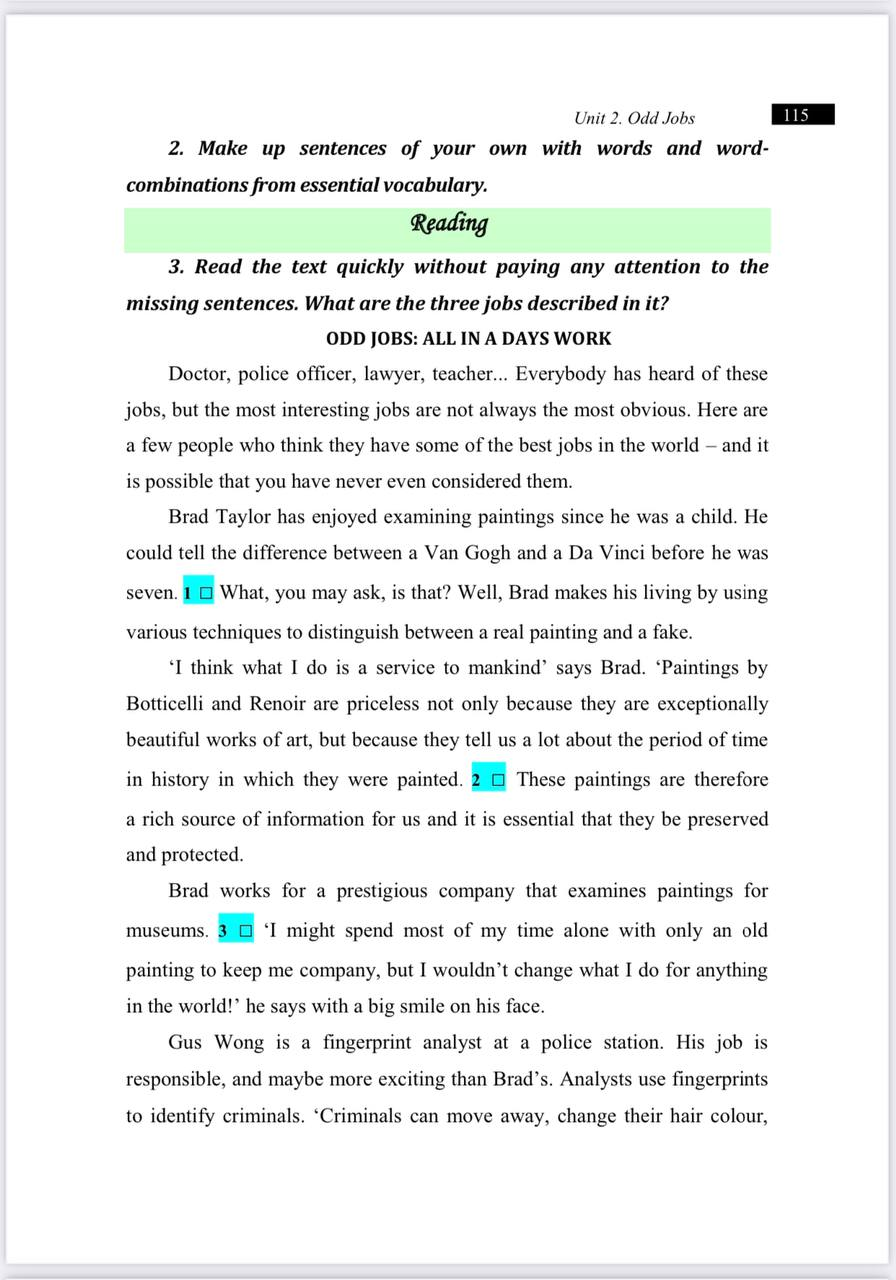 Unit 2. Odd Jobs 115
2. Make up sentences of your own with words and word-
combinations from essential vocabulary.
Reading
3. Read the text quickly without paying any attention to the
missing sentences. What are the three jobs described in it?
ODD JOBS: ALL IN A DAYS WORK
Doctor, police officer, lawyer, teacher... Everybody has heard of these
jobs, but the most interesting jobs are not always the most obvious. Here are
a few people who think they have some of the best jobs in the world – and it
is possible that you have never even considered them.
Brad Taylor has enjoyed examining paintings since he was a child. He
could tell the difference between a Van Gogh and a Da Vinci before he was
seven. 1 □ What, you may ask, is that? Well, Brad makes his living by using
various techniques to distinguish between a real painting and a fake.
‘I think what I do is a service to mankind’ says Brad. ‘Paintings by
Botticelli and Renoir are priceless not only because they are exceptionally
beautiful works of art, but because they tell us a lot about the period of time
in history in which they were painted. 2 □ These paintings are therefore
a rich source of information for us and it is essential that they be preserved
and protected.
Brad works for a prestigious company that examines paintings for
museums. 3 □ ‘I might spend most of my time alone with only an old
painting to keep me company, but I wouldn’t change what I do for anything
in the world!’ he says with a big smile on his face.
Gus Wong is a fingerprint analyst at a police station. His job is
responsible, and maybe more exciting than Brad’s. Analysts use fingerprints
to identify criminals. ‘Criminals can move away, change their hair colour,